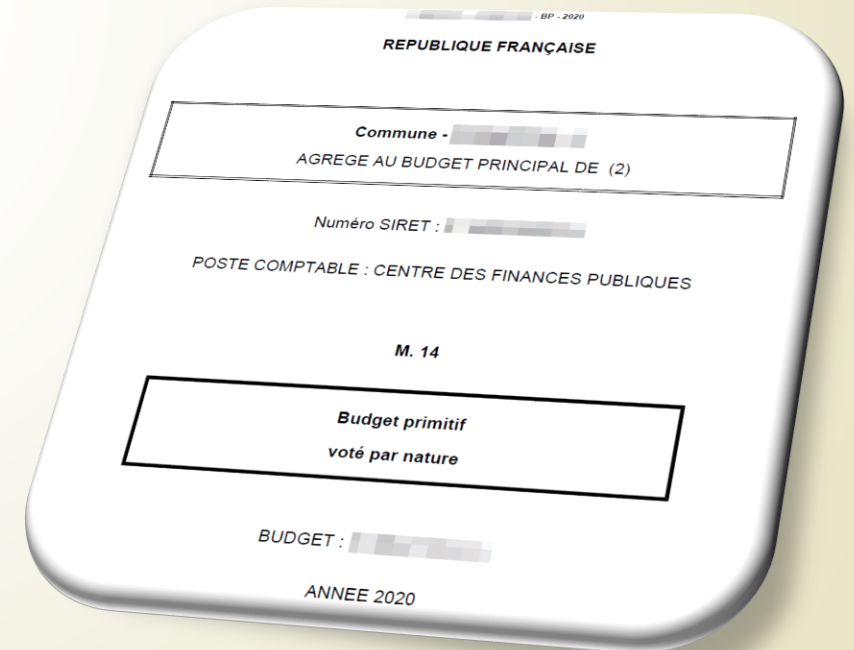 - BP - 2020
REPUBLIQUE FRANÇAISE
Commune -
AGREGE AU BUDGET PRINCIPAL DE (2)
Numéro SIRET :
POSTE COMPTABLE : CENTRE DES FINANCES PUBLIQUES
M. 14
Budget primitif
voté par nature
BUDGET :
ANNEE 2020